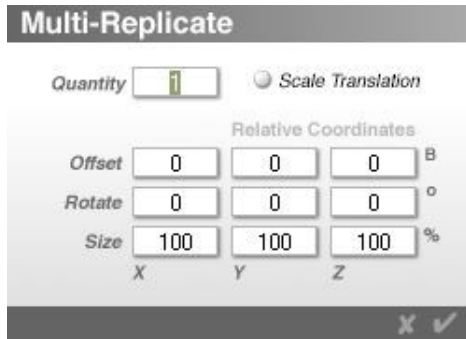 Multi-Replicate
Quantity 1 Scale Translation
Relative Coordinates
Offset 0 0 0 B
Rotate 0 0 0 o
Size 100 100 100 %
X Y Z